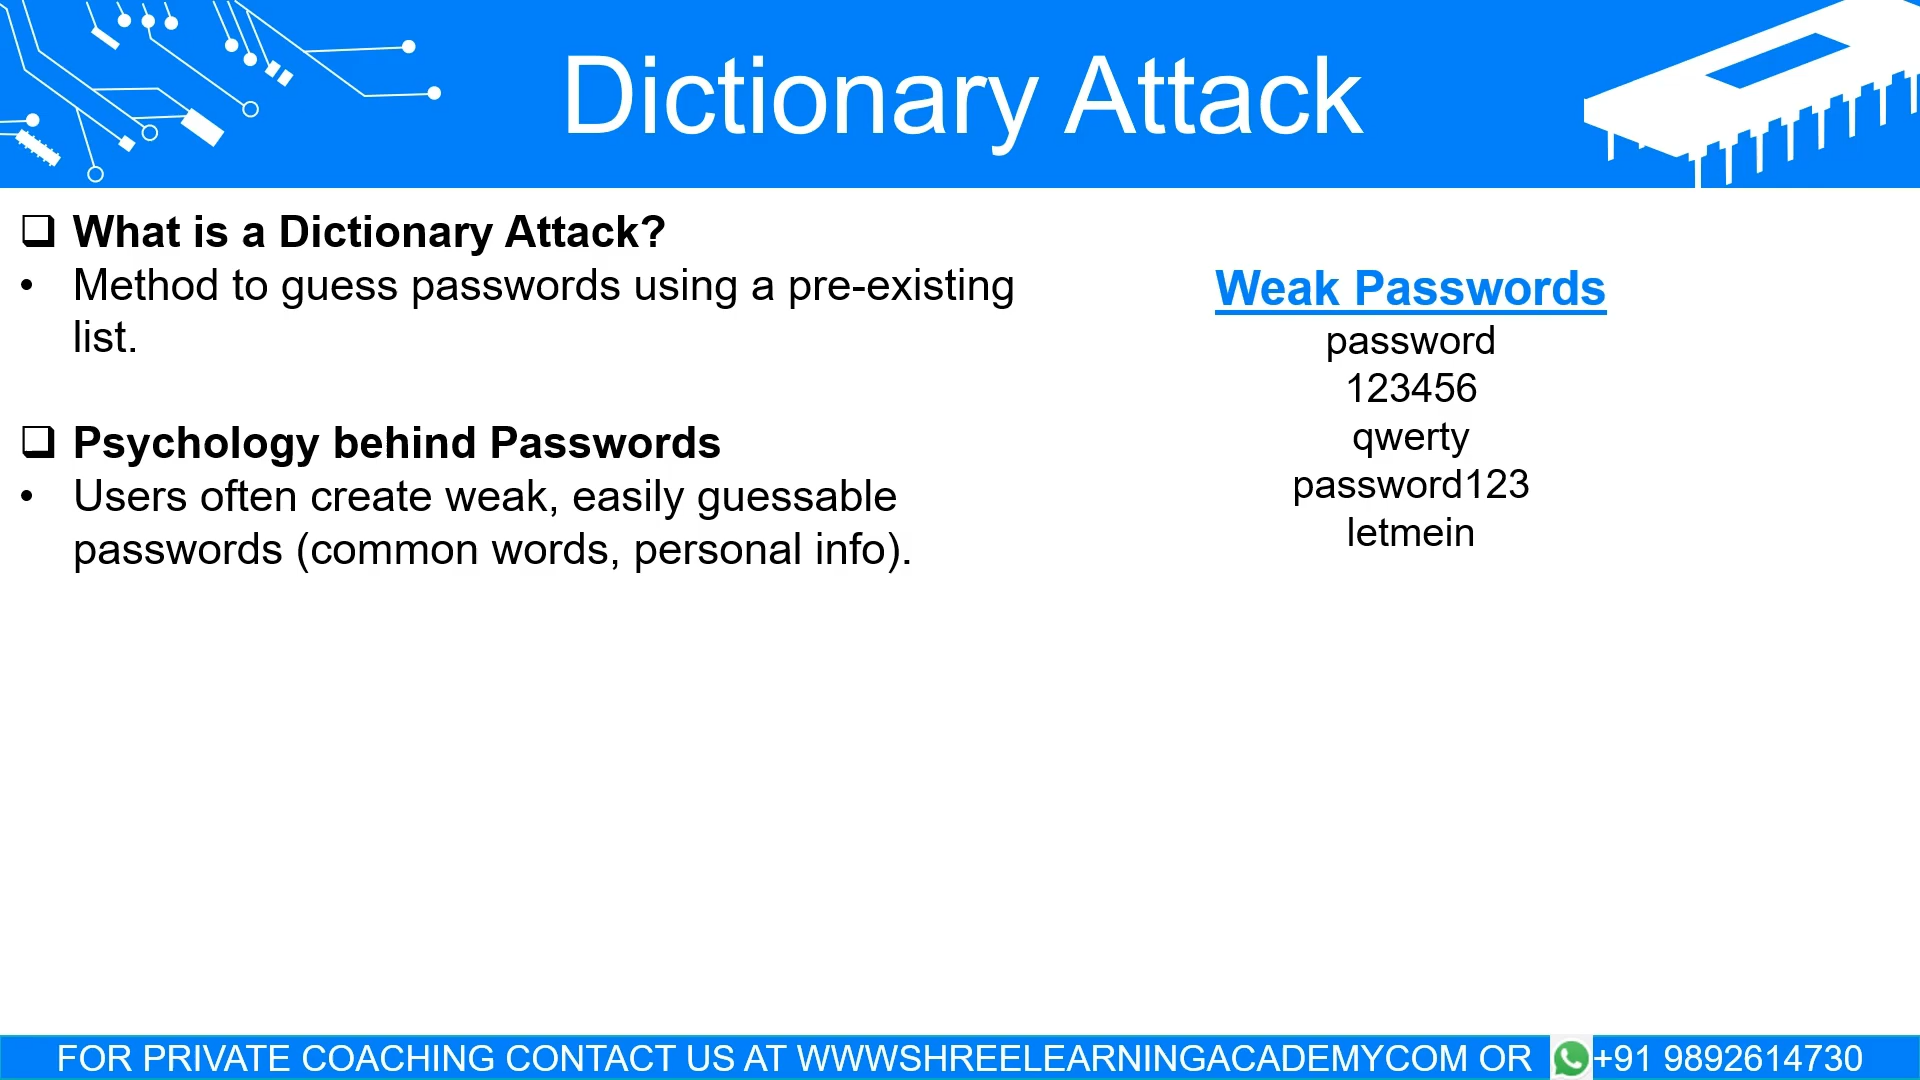 Dictionary Attack
❑ What is a Dictionary Attack?
• Method to guess passwords using a pre-existing
list.
❑ Psychology behind Passwords
• Users often create weak, easily guessable
passwords (common words, personal info).
Weak Passwords
password
123456
qwerty
password123
letmein
FOR PRIVATE COACHING CONTACT US AT WWWSHREELEARNINGACADEMYCOM OR +91 9892614730